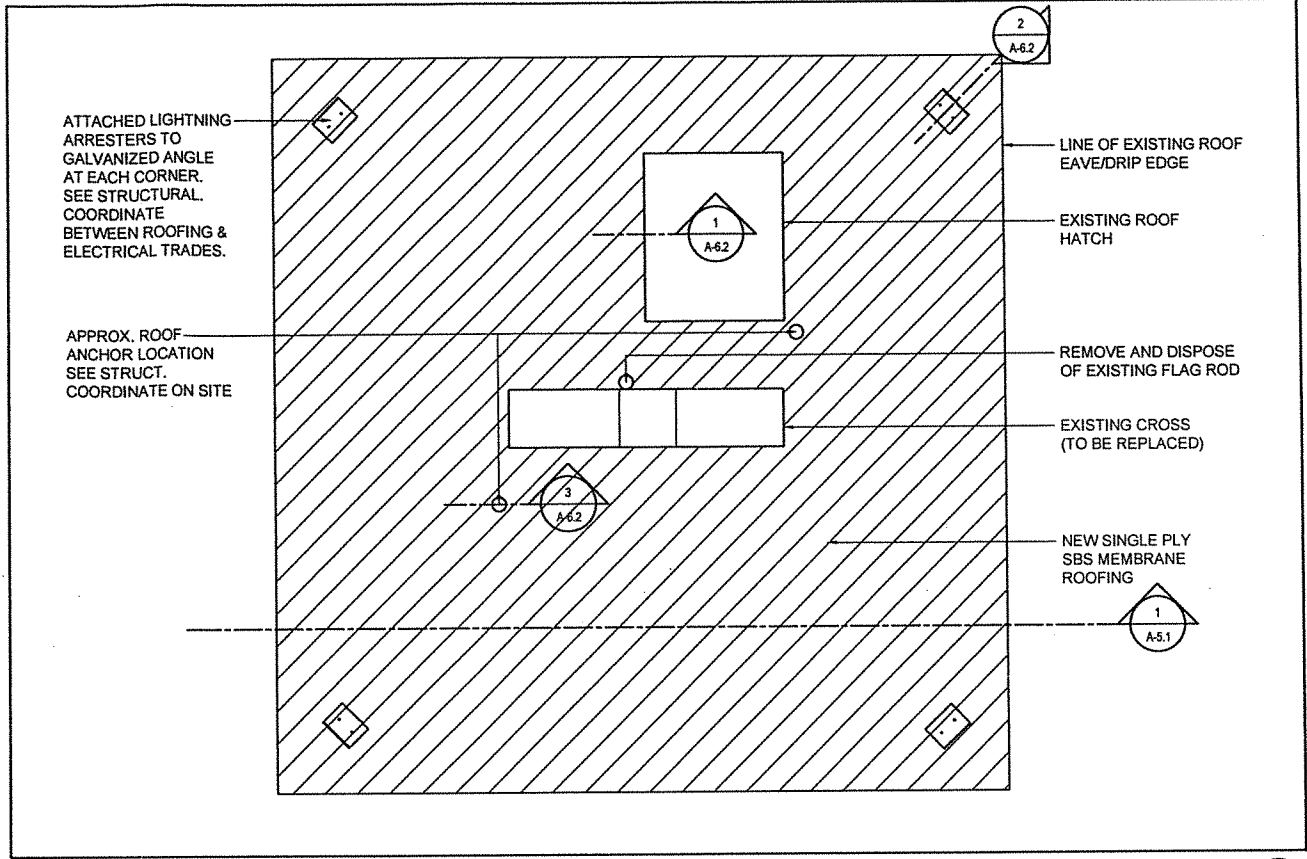 2
A-6.2
ATTACHED LIGHTNING
ARRESTERS TO
GALVANIZED ANGLE
AT EACH CORNER.
SEE STRUCTURAL.
COORDINATE
BETWEEN ROOFING &
ELECTRICAL TRADES.
LINE OF EXISTING ROOF
EAVE/DRIP EDGE
EXISTING ROOF
HATCH
1
A-6.2
APPROX. ROOF
ANCHOR LOCATION
SEE STRUCT.
COORDINATE ON SITE
REMOVE AND DISPOSE
OF EXISTING FLAG ROD
EXISTING CROSS
(TO BE REPLACED)
3
A-6.2
NEW SINGLE PLY
SBS MEMBRANE
ROOFING
1
A-5.1